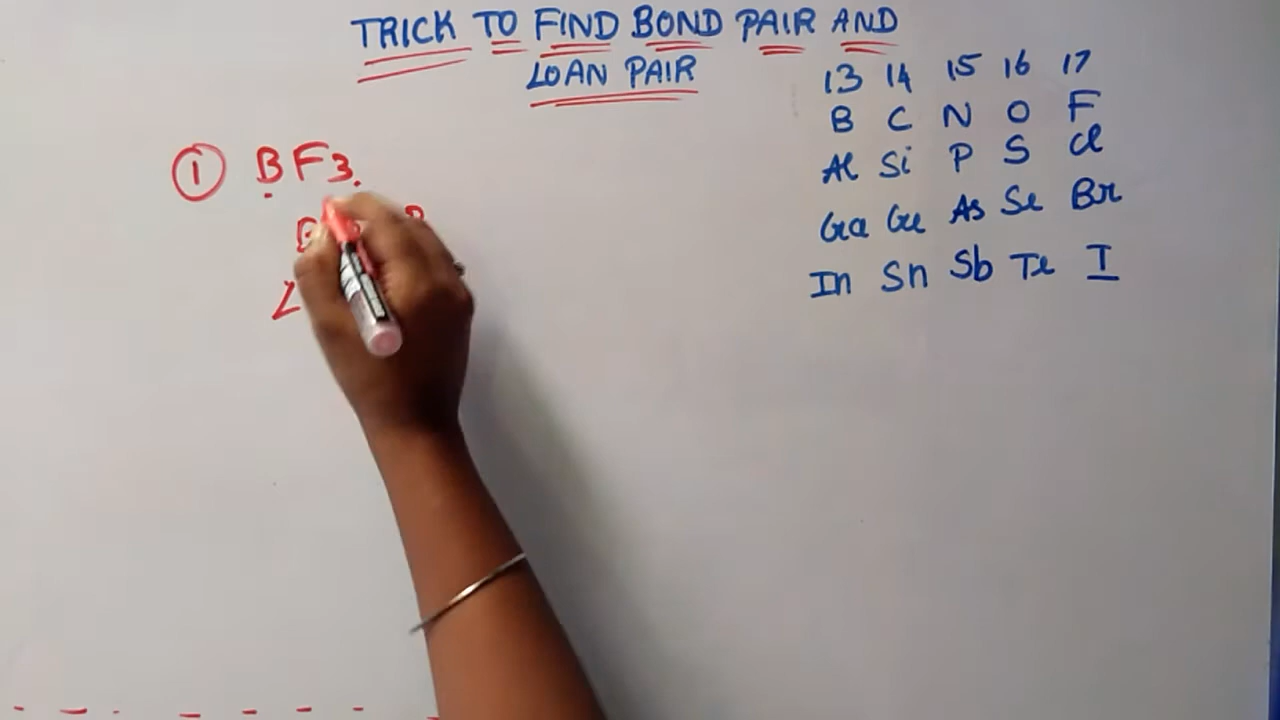 TRICK TO FIND BOND PAIR AND
LOAN PAIR
13 14 15 16 17
B C N O F
Al Si P S Cl
Ga Ge As Se Br
In Sn Sb Te I
① BF3.